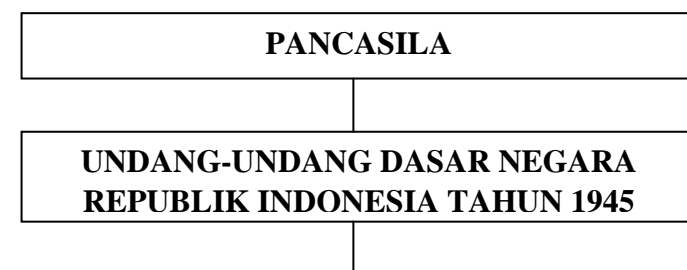 PANCASILA
UNDANG-UNDANG DASAR NEGARA
REPUBLIK INDONESIA TAHUN 1945